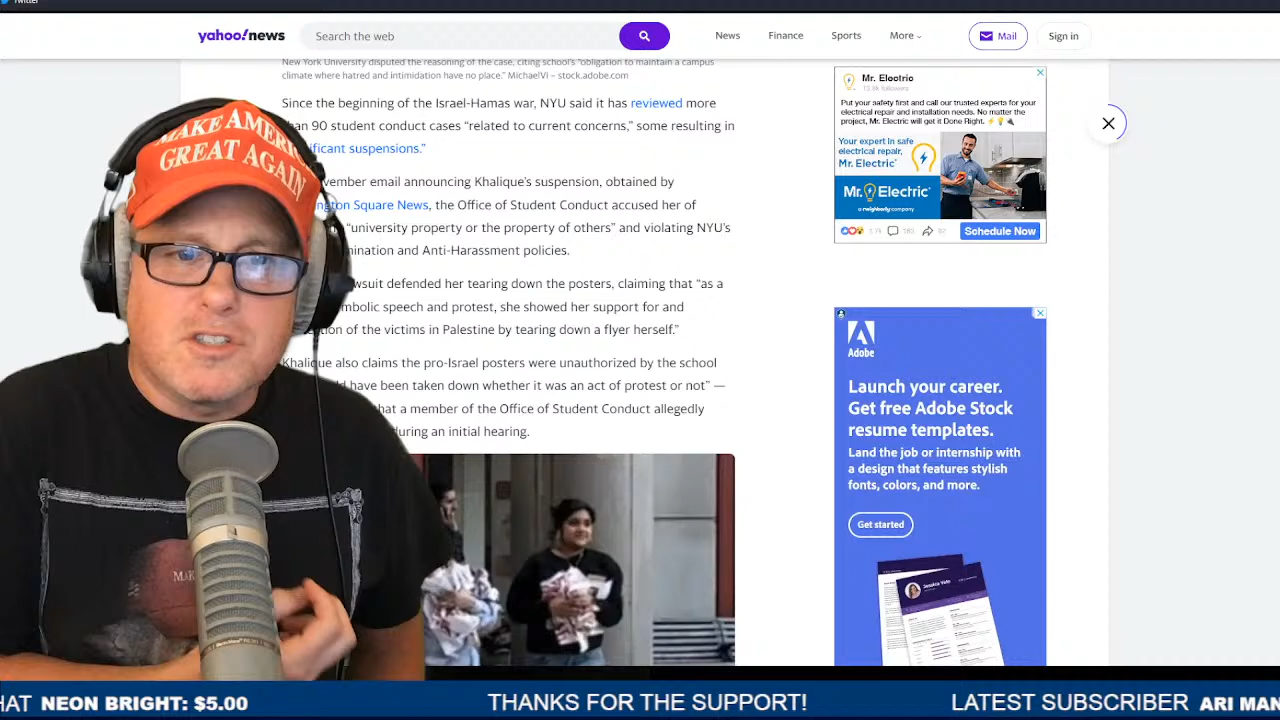 Twitter
yahoo!news
Search the web
News
Finance
Sports
More
Mail
Sign in
New York University disputed the reasoning of the case, citing school's "obligation to maintain a campus
climate where hatred and intimidation have no place." MichaelVi – stock.adobe.com
Since the beginning of the Israel-Hamas war, NYU said it has reviewed more
90 student conduct cases "related to current concerns," some resulting in
suspensions."
email announcing Khalique's suspension, obtained by
Square News, the Office of Student Conduct accused her of
"university property or the property of others" and violating NYU's
and Anti-Harassment policies.
defended her tearing down the posters, claiming that "as a
speech and protest, she showed her support for and
of the victims in Palestine by tearing down a flyer herself."
Khalique also claims the pro-Israel posters were unauthorized by the school
have been taken down whether it was an act of protest or not" —
that a member of the Office of Student Conduct allegedly
during an initial hearing.
MAKE AMERICA
GREAT AGAIN
Mr. Electric
13.8k followers
Put your safety first and call our trusted experts for your
electrical repair and installation needs. No matter the
project, Mr. Electric will get it Done Right.
Your expert in safe
electrical repair,
Mr. Electric
Mr. Electric
a neighborly company
1.7k
Schedule Now
Adobe
Launch your career.
Get free Adobe Stock
resume templates.
Land the job or internship with
a design that features stylish
fonts, colors, and more.
Get started
HAT NEON BRIGHT: $5.00
THANKS FOR THE SUPPORT!
LATEST SUBSCRIBER ARI MAN